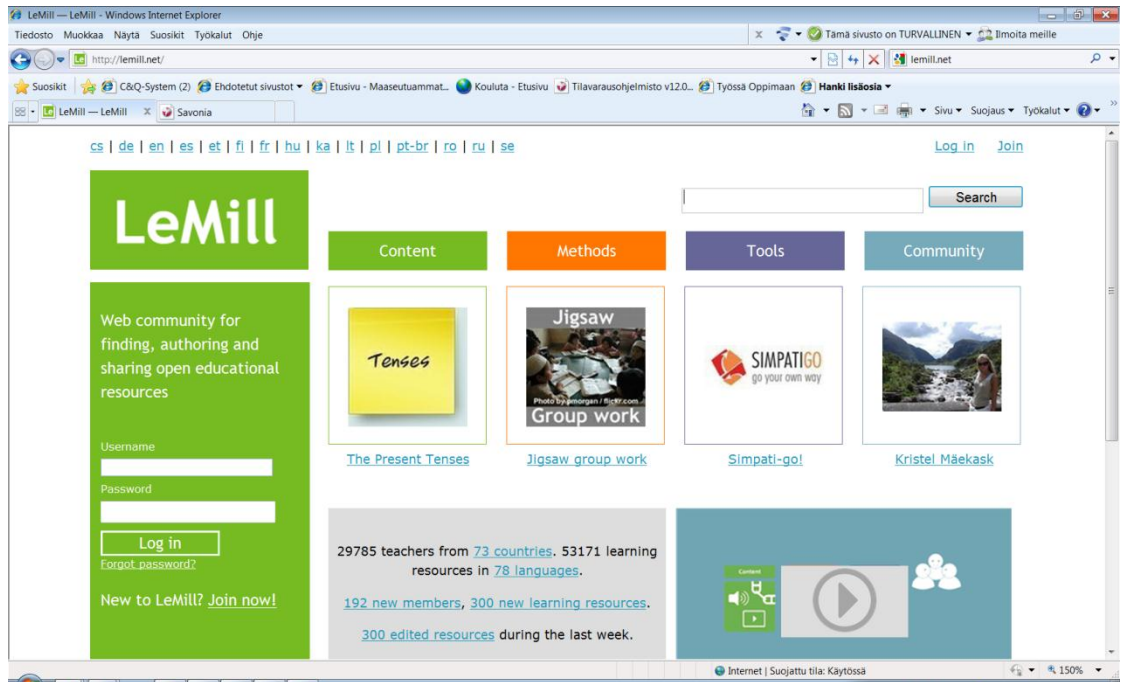 LeMill — LeMill - Windows Internet Explorer
Tiedosto Muokkaa Näytä Suosikit Työkalut Ohje
x Tämä sivusto on TURVALLINEN Ilmoita meille
http://lemill.net/
lemill.net
Suosikit C&Q-System (2) Ehdotetut sivustot Etusivu - Maaseutuammat... Kouluta - Etusivu Tilavarausohjelmisto v12.0... Työssä Oppimaan Hanki lisäosia
LeMill — LeMill X Savonia
Sivu Suojaus Työkalut
cs | de | en | es | et | fi | fr | hu | ka | lt | pl | pt-br | ro | ru | se
Log in Join
LeMill
Search
Content Methods Tools Community
Web community for
finding, authoring and
sharing open educational
resources
Username
Password
Log in
Forgot password?
New to LeMill? Join now!
Tenses
The Present Tenses
Jigsaw
Photo by pmorgan / flickr.com
Group work
Jigsaw group work
SIMPATIGO
go your own way
Simpati-go!
Kristel Mäekask
29785 teachers from 73 countries. 53171 learning
resources in 78 languages.
192 new members, 300 new learning resources.
300 edited resources during the last week.
Content
Internet | Suojattu tila: Käytössä
150%